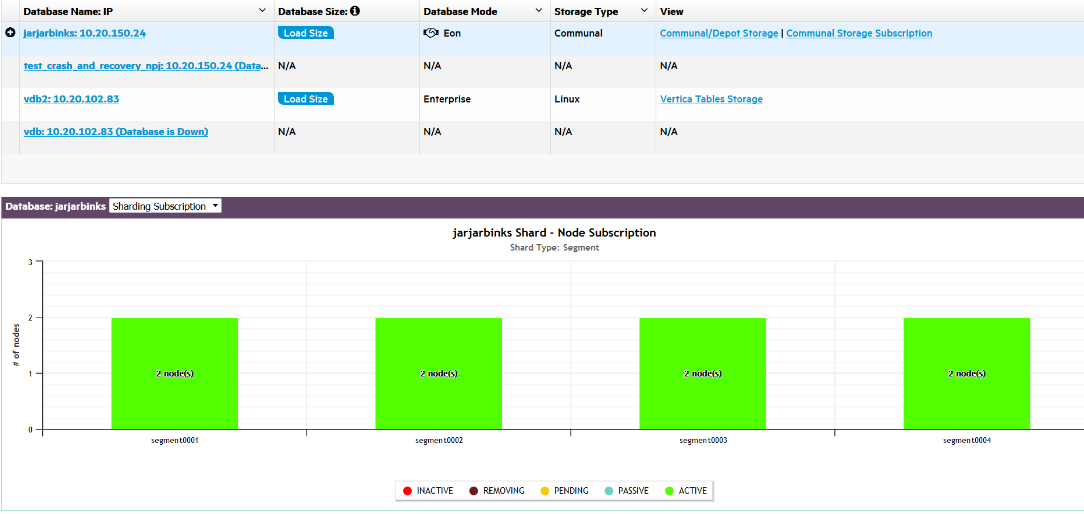 Database Name: IP Database Size: Database Mode Storage Type View
jarjarbinks: 10.20.150.24 Load Size Eon Communal Communal/Depot Storage | Communal Storage Subscription
test_crash_and_recovery_npj: 10.20.150.24 (Data... N/A N/A N/A N/A
vdb2: 10.20.102.83 Load Size Enterprise Linux Vertica Tables Storage
vdb: 10.20.102.83 (Database is Down) N/A N/A N/A N/A
Database: jarjarbinks Sharding Subscription
jarjarbinks Shard - Node Subscription
Shard Type: Segment
# of nodes
3
2
1
0
2 node(s) 2 node(s) 2 node(s) 2 node(s)
segment0001 segment0002 segment0003 segment0004
INACTIVE REMOVING PENDING PASSIVE ACTIVE